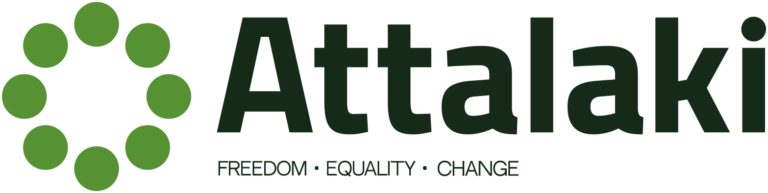 Attalaki
FREEDOM • EQUALITY • CHANGE